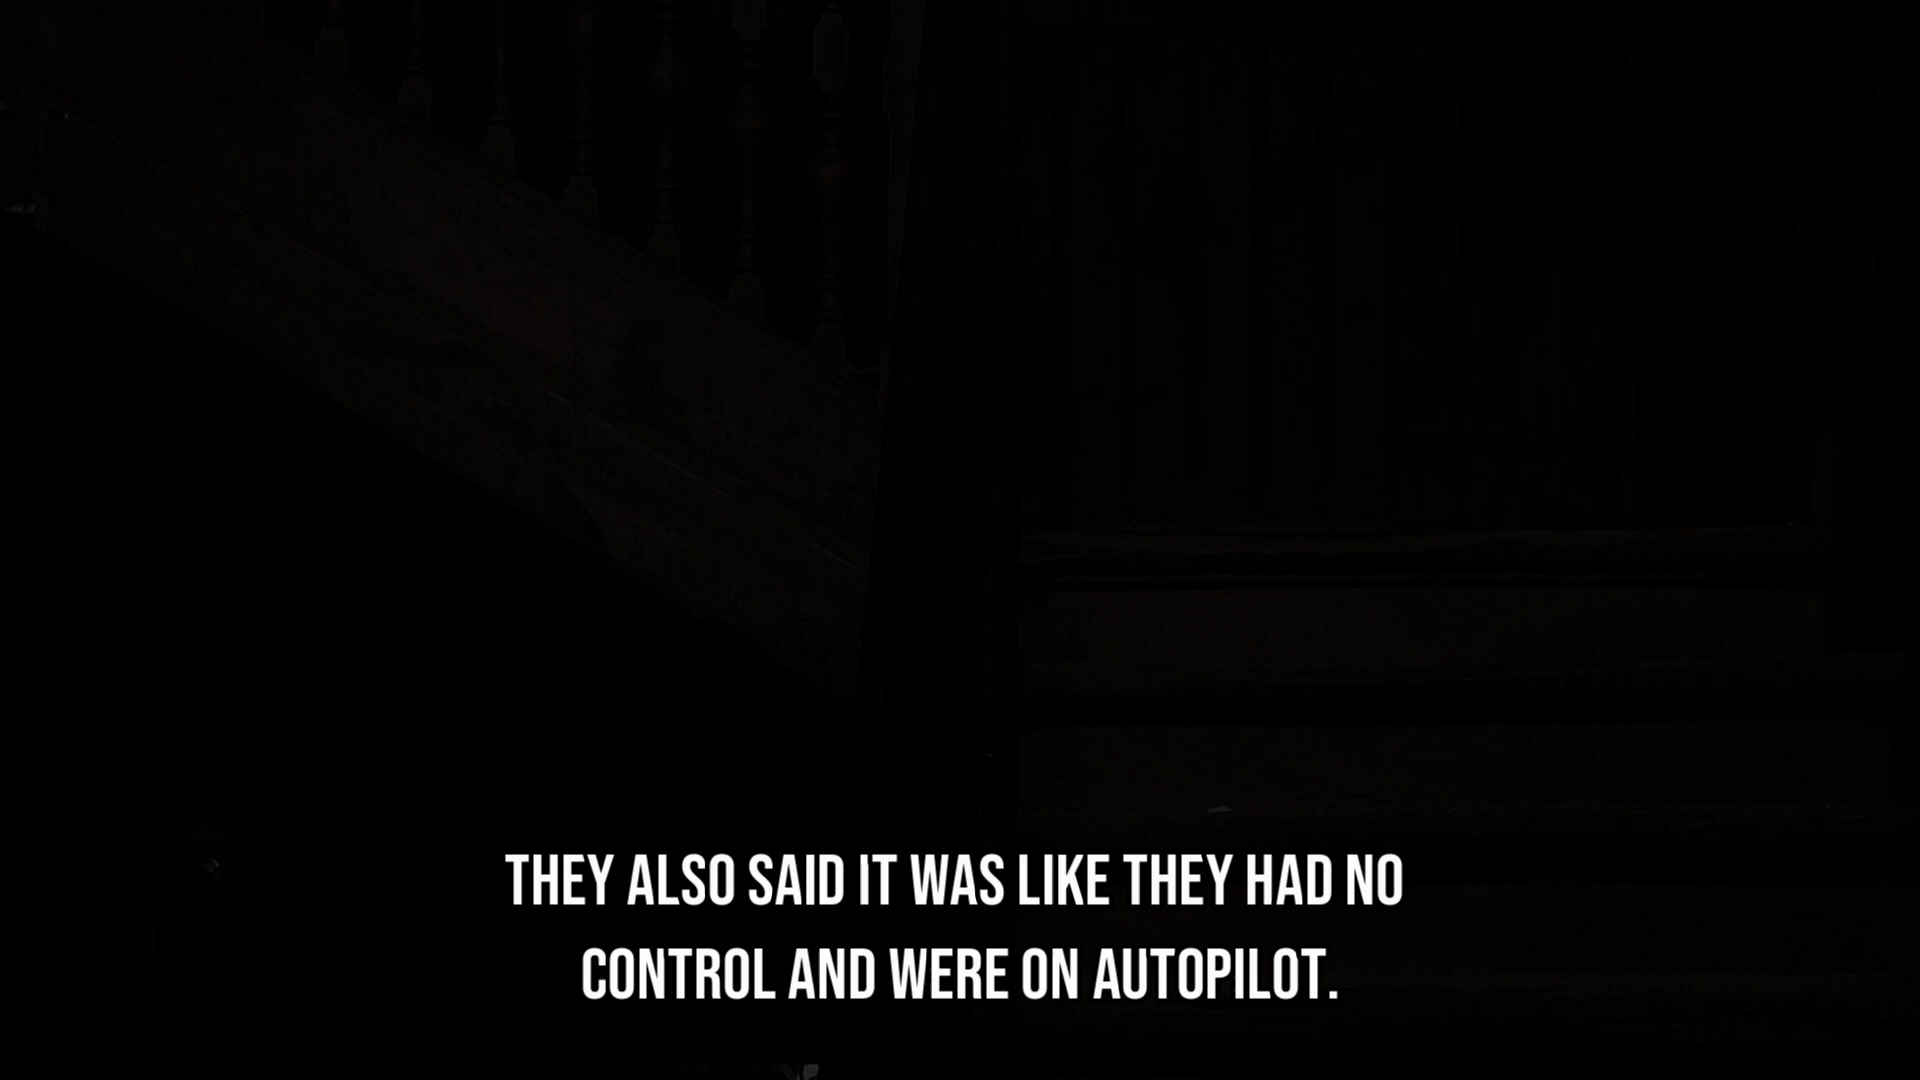 THEY ALSO SAID IT WAS LIKE THEY HAD NO
CONTROL AND WERE ON AUTOPILOT.